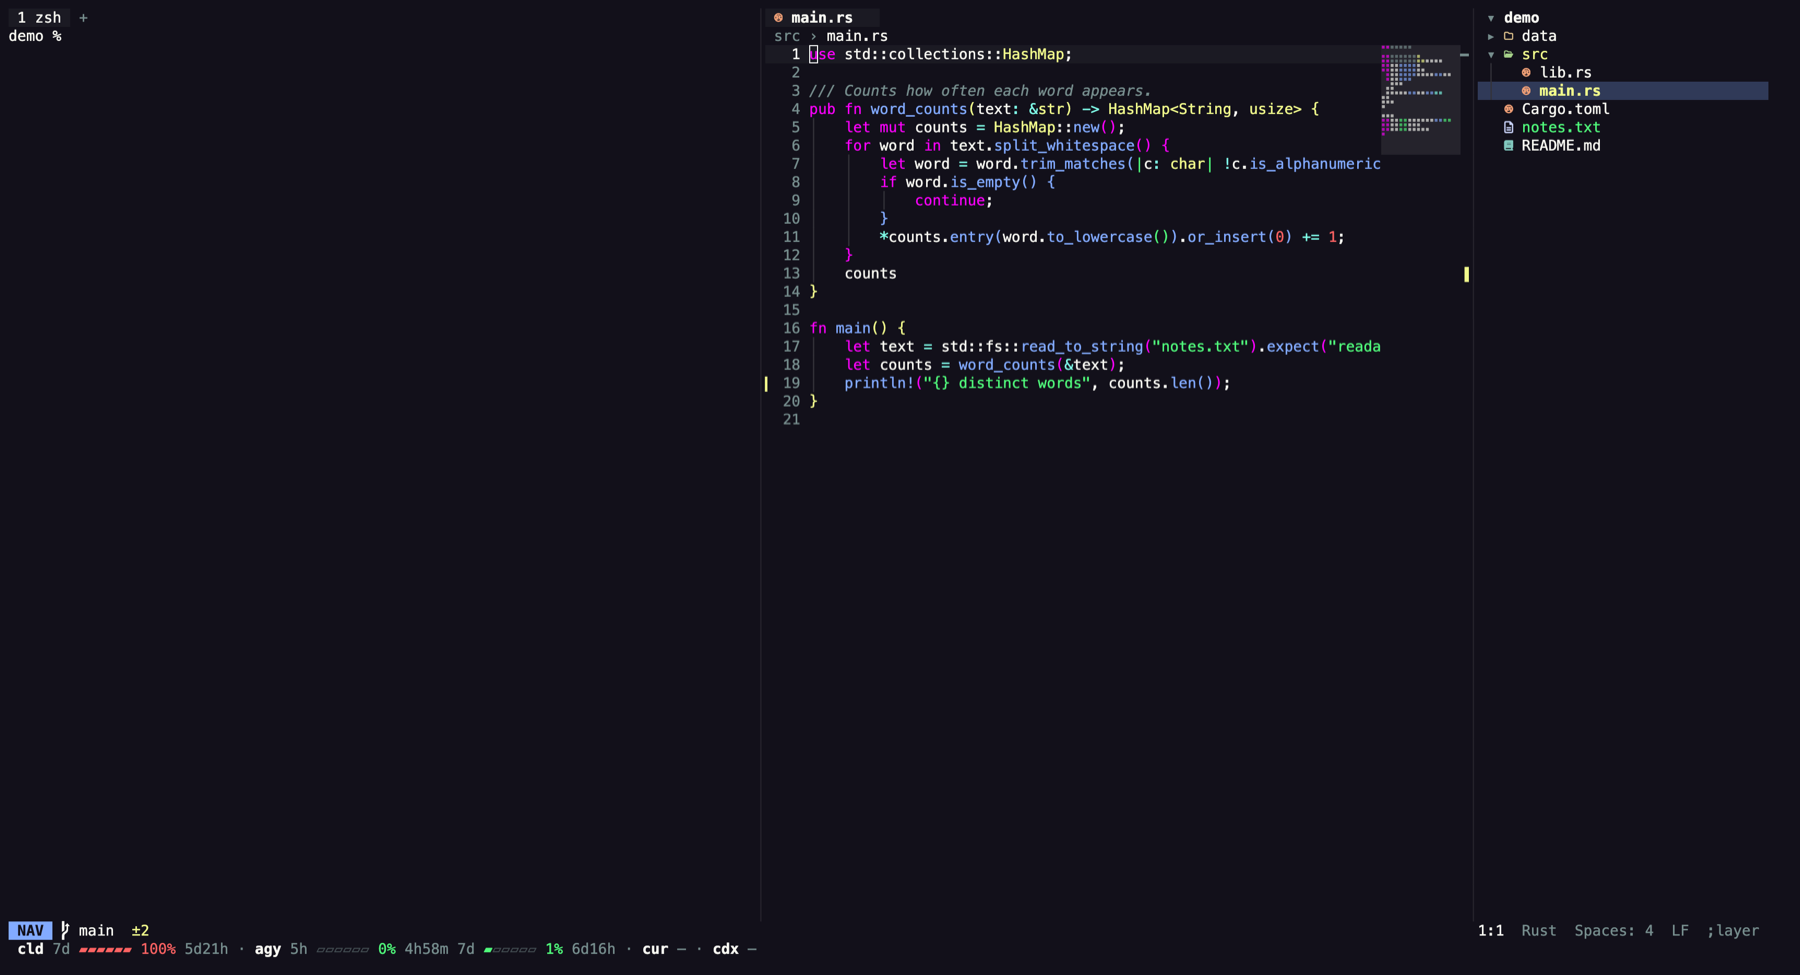 1 zsh +
demo %
main.rs
src › main.rs
1 use std::collections::HashMap;
2
3 /// Counts how often each word appears.
4 pub fn word_counts(text: &str) -> HashMap<String, usize> {
5     let mut counts = HashMap::new();
6     for word in text.split_whitespace() {
7         let word = word.trim_matches(|c: char| !c.is_alphanumeric
8         if word.is_empty() {
9             continue;
10         }
11         *counts.entry(word.to_lowercase()).or_insert(0) += 1;
12     }
13     counts
14 }
15
16 fn main() {
17     let text = std::fs::read_to_string("notes.txt").expect("reada
18     let counts = word_counts(&text);
19     println!("{} distinct words", counts.len());
20 }
21
▾ demo
▸ data
▾ src
lib.rs
main.rs
Cargo.toml
notes.txt
README.md
NAV main ±2
1:1 Rust Spaces: 4 LF ;layer
cld 7d 100% 5d21h · agy 5h 0% 4h58m 7d 1% 6d16h · cur — · cdx —